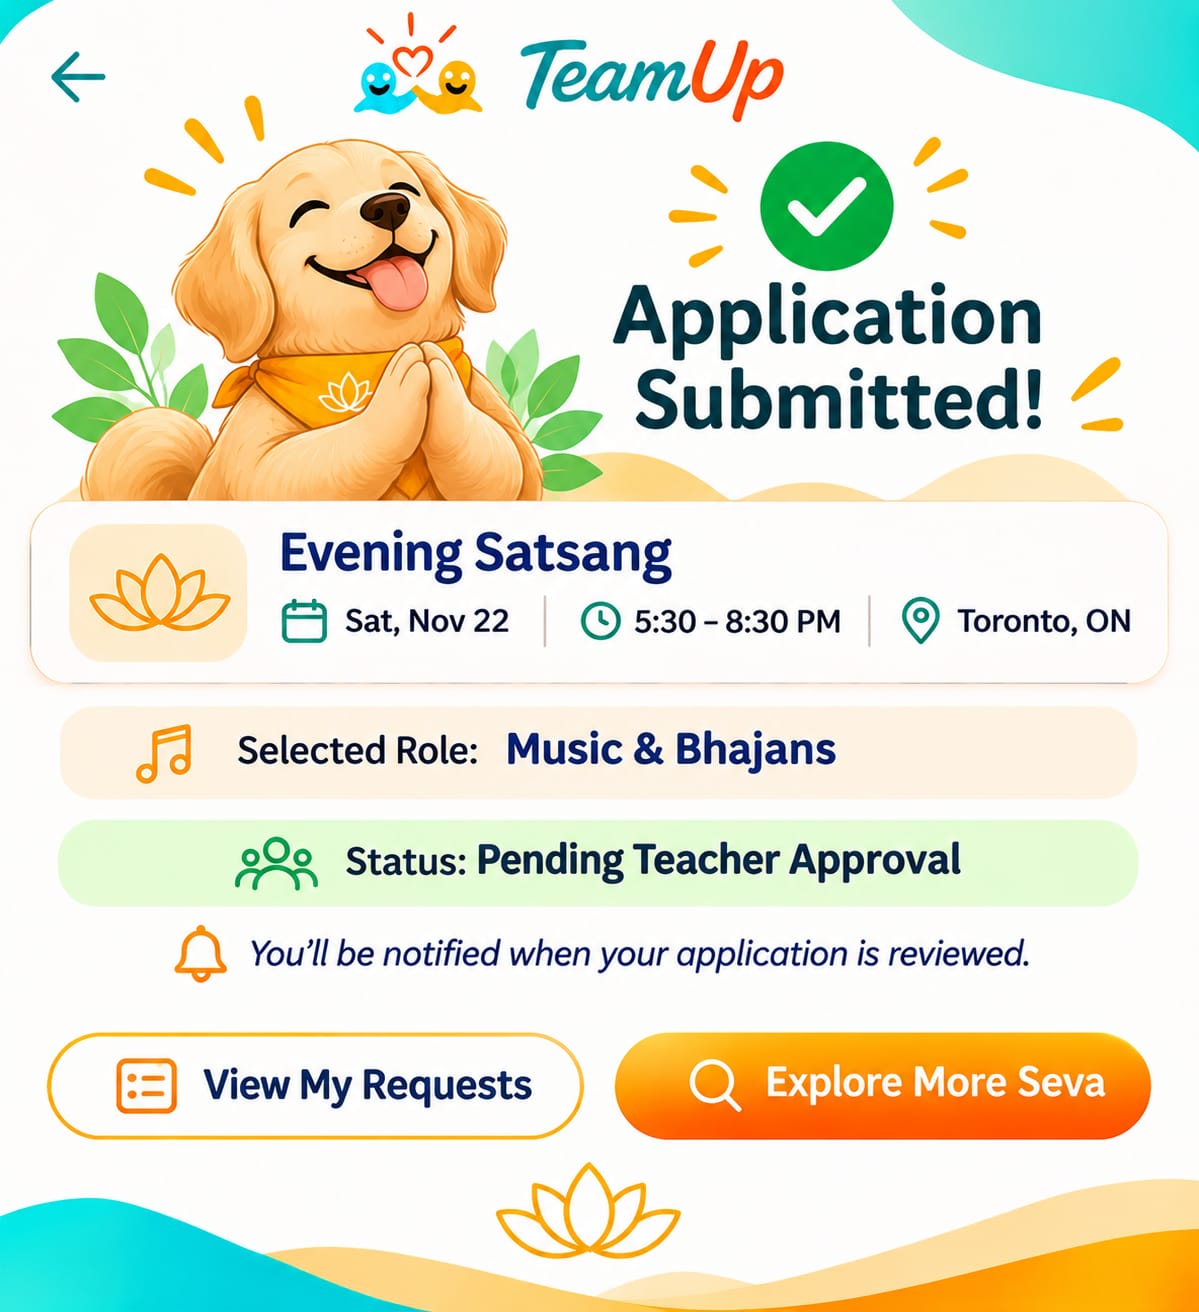 TeamUp
Application
Submitted!
Evening Satsang
Sat, Nov 22
5:30 – 8:30 PM
Toronto, ON
Selected Role: Music & Bhajans
Status: Pending Teacher Approval
You’ll be notified when your application is reviewed.
View My Requests
Explore More Seva